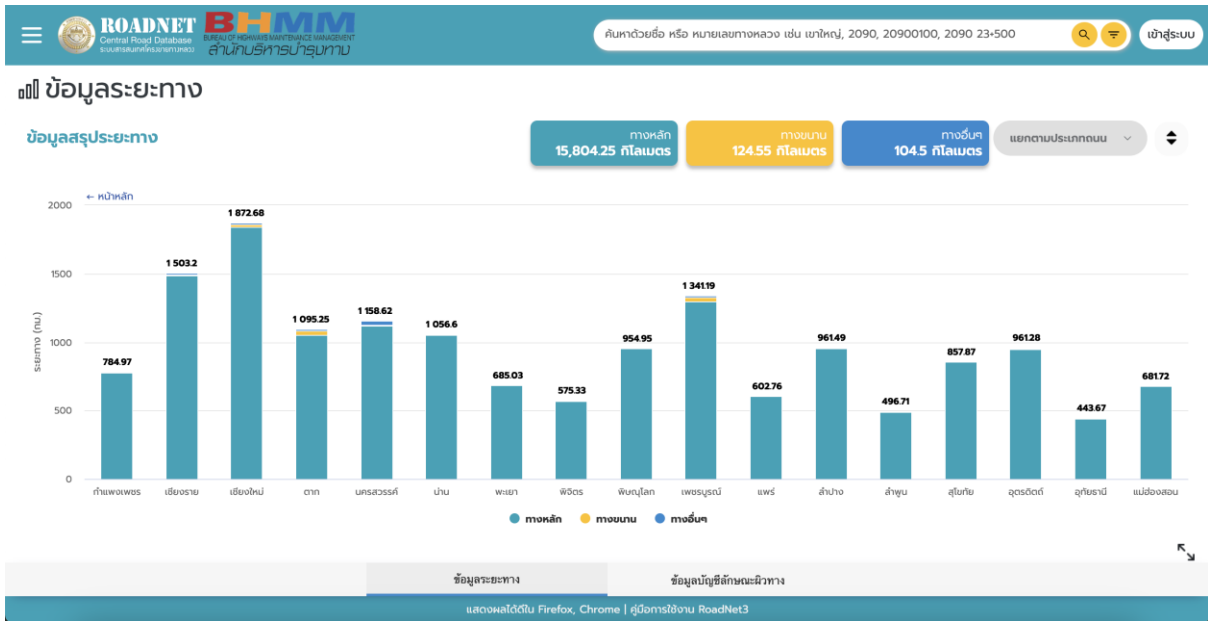 ROADNET
Central Road Database
ระบบสารสนเทศโครงข่ายทางหลวง
BHMM
BUREAU OF HIGHWAYS MAINTENANCE MANAGEMENT
สำนักบริหารบำรุงทาง
ค้นหาด้วยชื่อ หรือ หมายเลขทางหลวง เช่น เขาใหญ่, 2090, 20900100, 2090 23+500
เข้าสู่ระบบ
ข้อมูลระยะทาง
ข้อมูลสรุประยะทาง
ทางหลัก
15,804.25 กิโลเมตร
ทางขนาน
124.55 กิโลเมตร
ทางอื่นๆ
104.5 กิโลเมตร
แยกตามประเภทถนน
← หน้าหลัก
ระยะทาง (กม.)
2000
1500
1000
500
0
784.97
1 503.2
1 872.68
1 095.25
1 158.62
1 056.6
685.03
575.33
954.95
1 341.19
602.76
961.49
496.71
857.87
961.28
443.67
681.72
กำแพงเพชร
เชียงราย
เชียงใหม่
ตาก
นครสวรรค์
น่าน
พะเยา
พิจิตร
พิษณุโลก
เพชรบูรณ์
แพร่
ลำปาง
ลำพูน
สุโขทัย
อุตรดิตถ์
อุทัยธานี
แม่ฮ่องสอน
ทางหลัก
ทางขนาน
ทางอื่นๆ
ข้อมูลระยะทาง
ข้อมูลบัญชีลักษณะผิวทาง
แสดงผลได้ดีใน Firefox, Chrome | คู่มือการใช้งาน RoadNet3